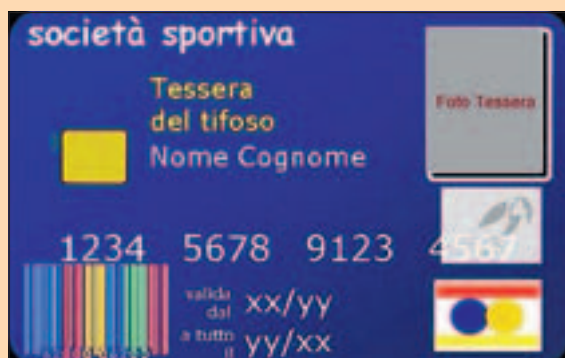 società sportiva
Foto Tessera
Tessera
del tifoso
Nome Cognome
1234 5678 9123 4567
valida
dal xx/yy
a tutto
il yy/xx